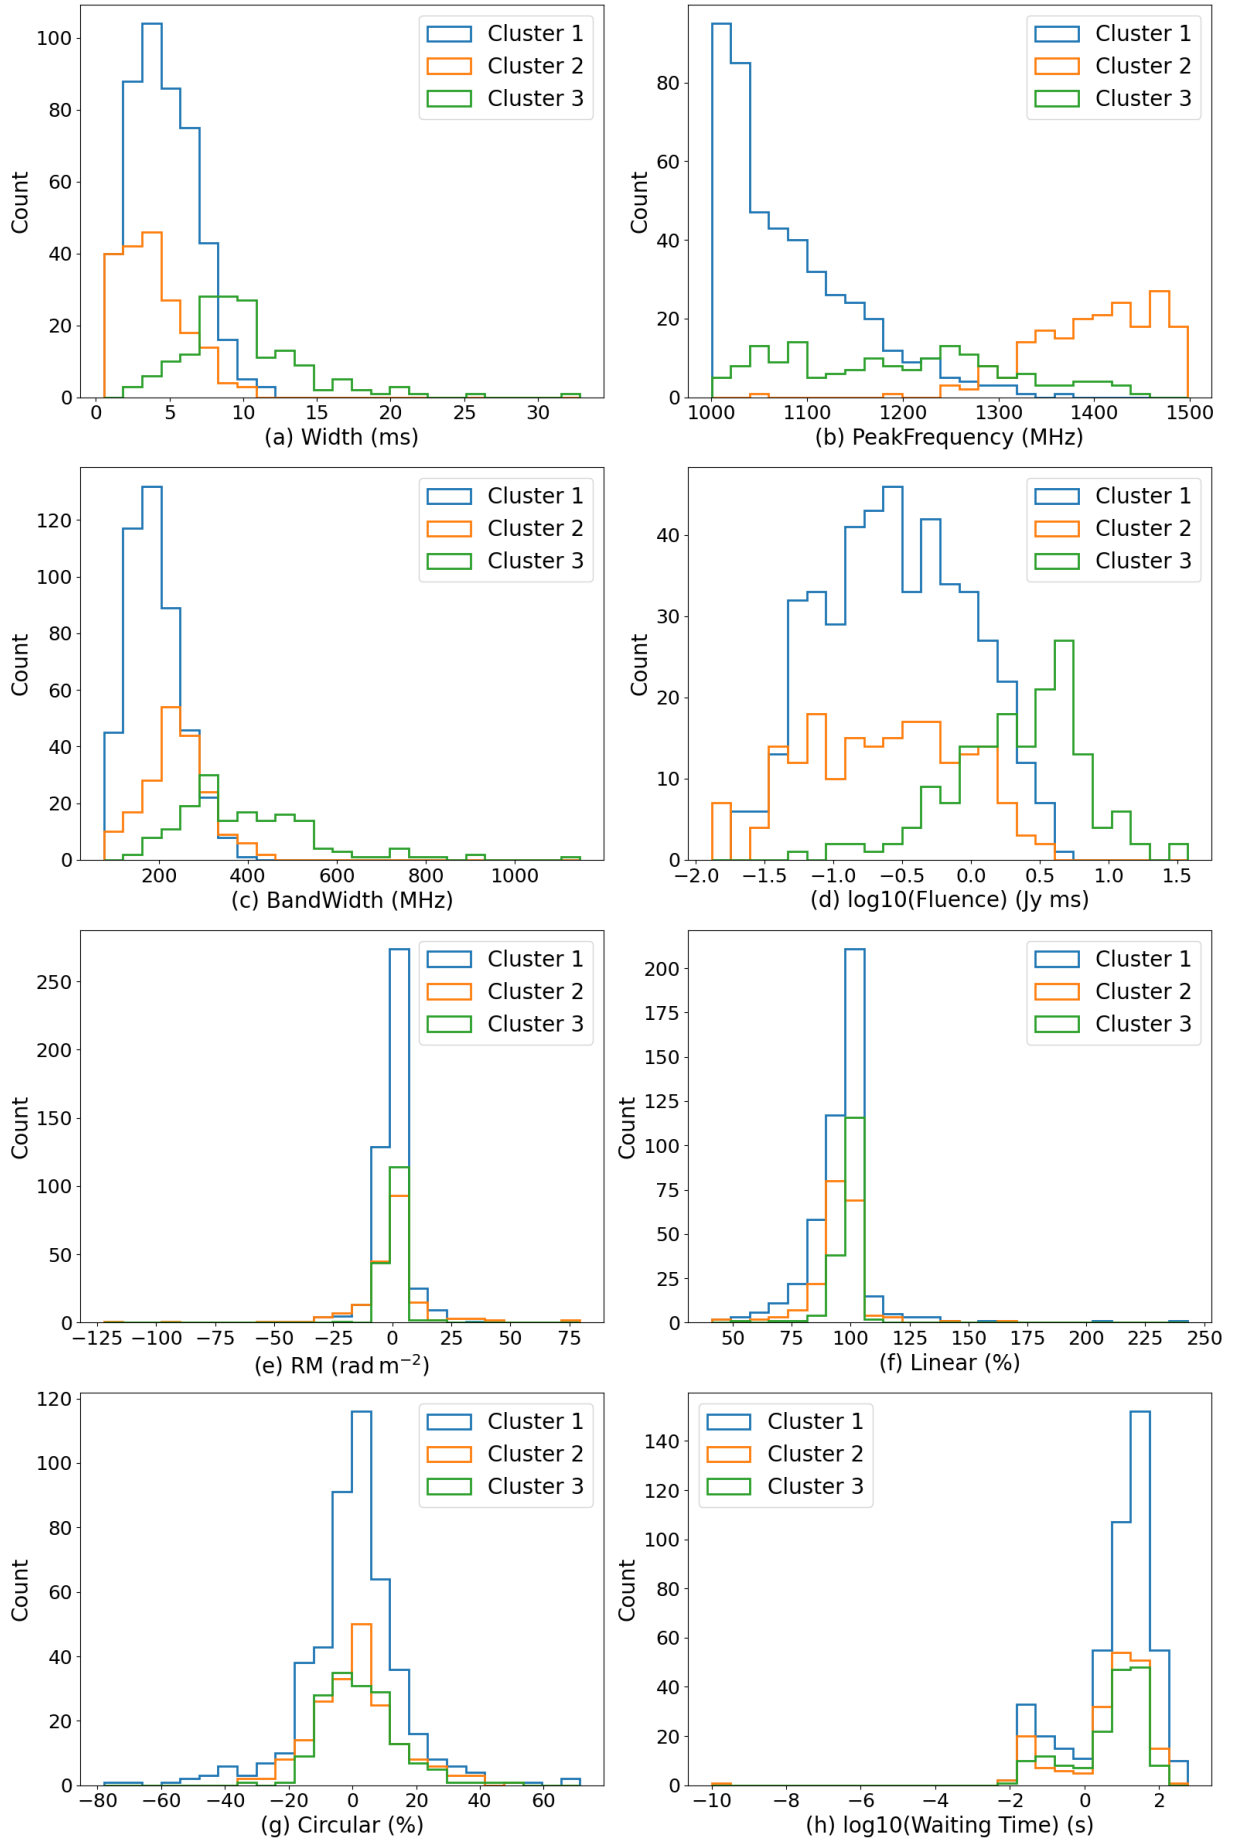 Cluster 1
Cluster 2
Cluster 3
100
80
60
40
20
0
Count
0 5 10 15 20 25 30
(a) Width (ms)
Cluster 1
Cluster 2
Cluster 3
80
60
40
20
0
Count
1000 1100 1200 1300 1400 1500
(b) PeakFrequency (MHz)
Cluster 1
Cluster 2
Cluster 3
120
100
80
60
40
20
0
Count
200 400 600 800 1000
(c) BandWidth (MHz)
Cluster 1
Cluster 2
Cluster 3
40
30
20
10
0
Count
−2.0 −1.5 −1.0 −0.5 0.0 0.5 1.0 1.5
(d) log10(Fluence) (Jy ms)
Cluster 1
Cluster 2
Cluster 3
250
200
150
100
50
0
Count
−125 −100 −75 −50 −25 0 25 50 75
(e) RM (rad m⁻²)
Cluster 1
Cluster 2
Cluster 3
200
175
150
125
100
75
50
25
0
Count
50 75 100 125 150 175 200 225 250
(f) Linear (%)
Cluster 1
Cluster 2
Cluster 3
120
100
80
60
40
20
0
Count
−80 −60 −40 −20 0 20 40 60
(g) Circular (%)
Cluster 1
Cluster 2
Cluster 3
140
120
100
80
60
40
20
0
Count
−10 −8 −6 −4 −2 0 2
(h) log10(Waiting Time) (s)